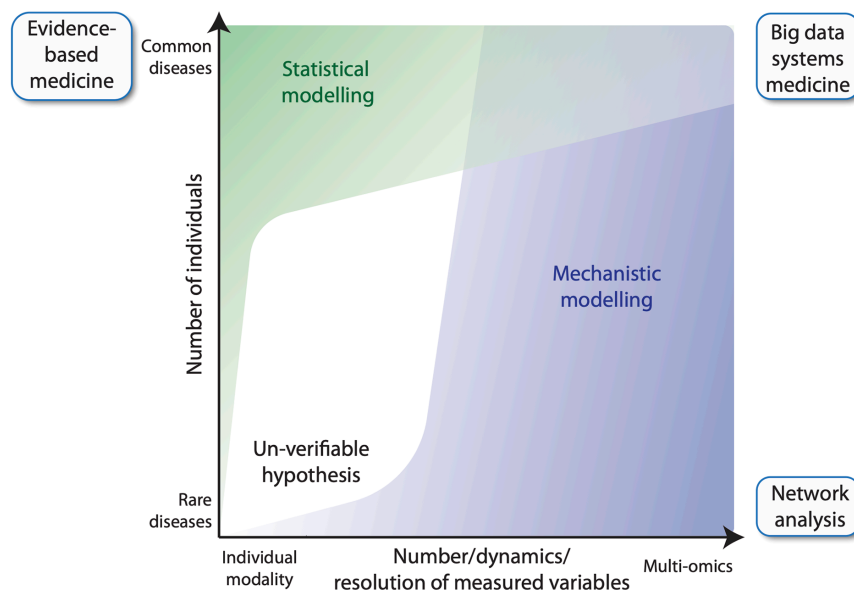 Evidence-
based
medicine
Common
diseases
Statistical
modelling
Big data
systems
medicine
Number of individuals
Mechanistic
modelling
Un-verifiable
hypothesis
Rare
diseases
Network
analysis
Individual
modality
Number/dynamics/
resolution of measured variables
Multi-omics